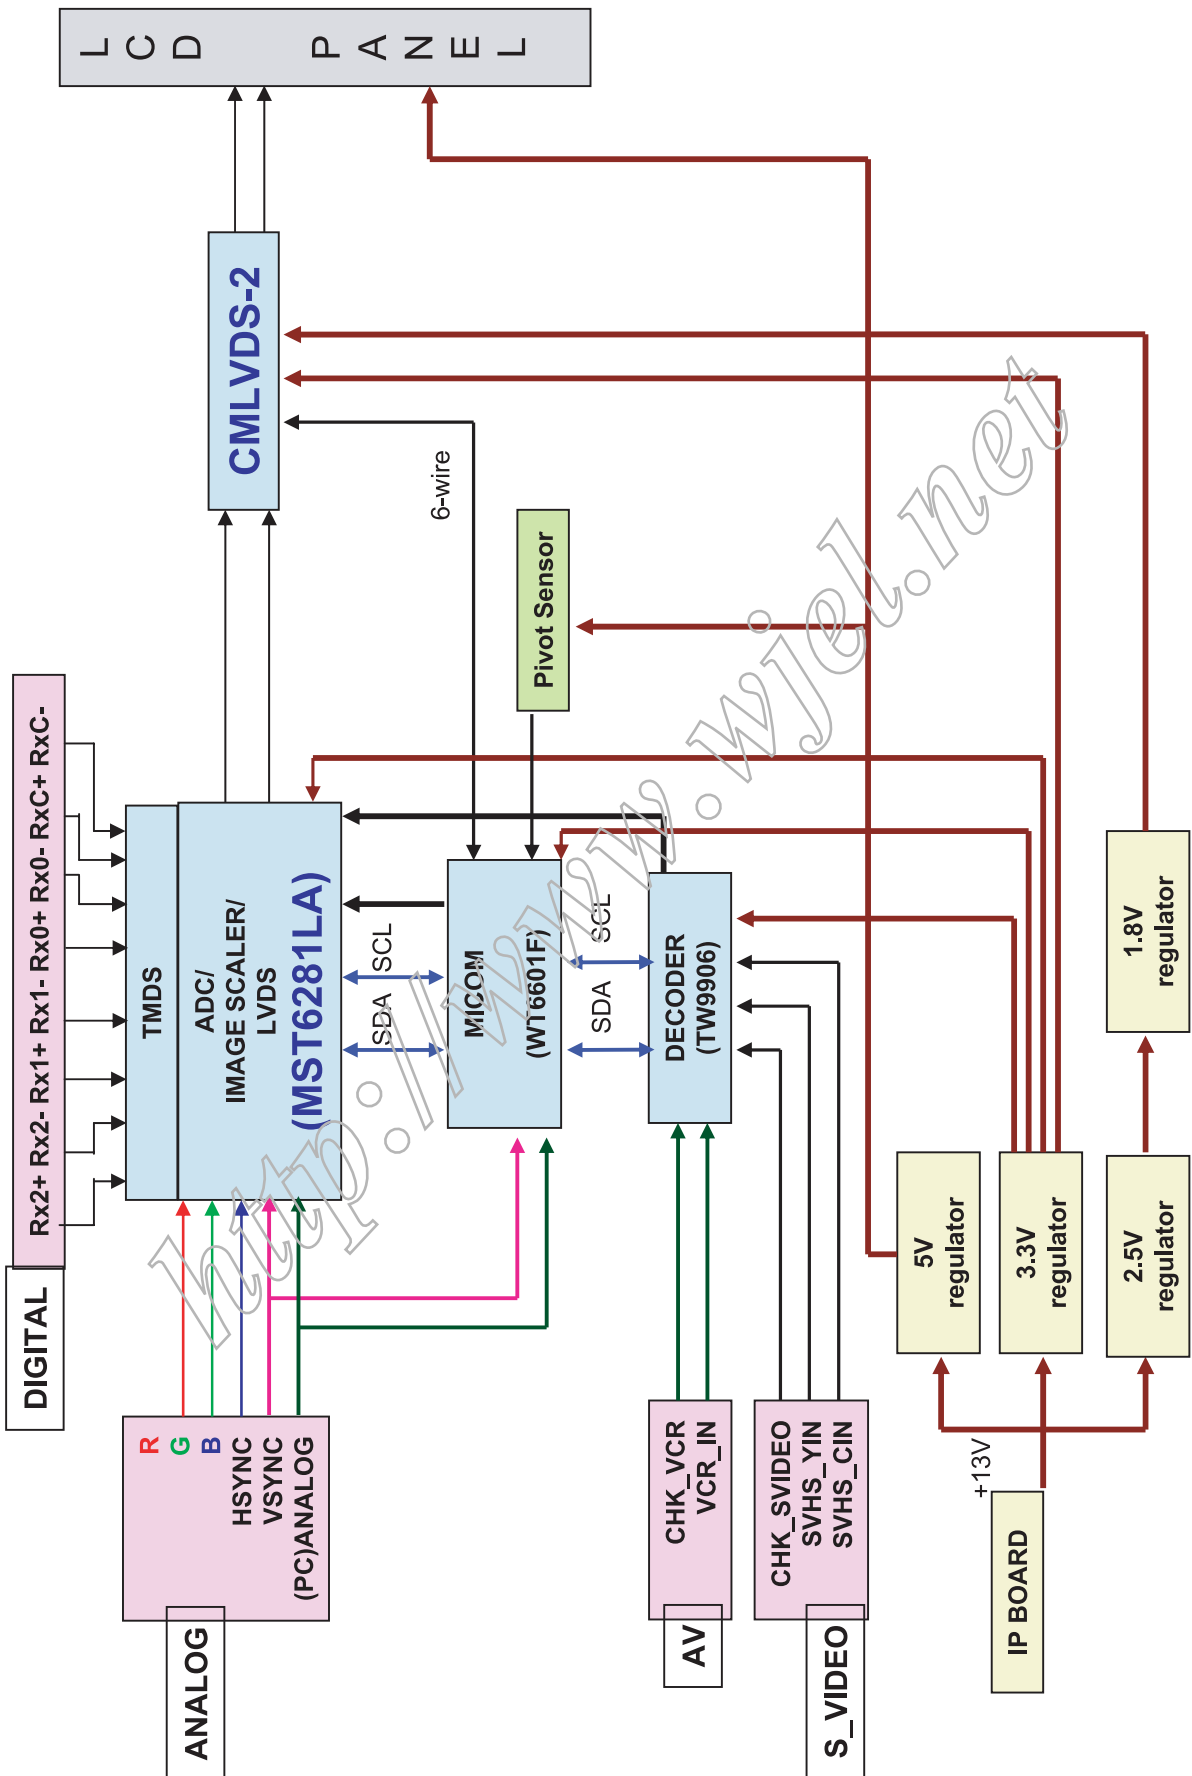 LCD PANEL
CMLVDS-2
6-wire
Pivot Sensor
DIGITAL
Rx2+ Rx2- Rx1+ Rx1- Rx0+ Rx0- RxC+ RxC-
TMDS
ADC/
IMAGE SCALER/
LVDS
(MST6281LA)
SDA
SCL
MICOM
(WT6601F)
SDA
SCL
DECODER
(TW9906)
ANALOG
R
G
B
HSYNC
VSYNC
(PC)ANALOG
AV
CHK_VCR
VCR_IN
S_VIDEO
CHK_SVIDEO
SVHS_YIN
SVHS_CIN
IP BOARD
+13V
5V
regulator
3.3V
regulator
2.5V
regulator
1.8V
regulator
http://www.wjel.net